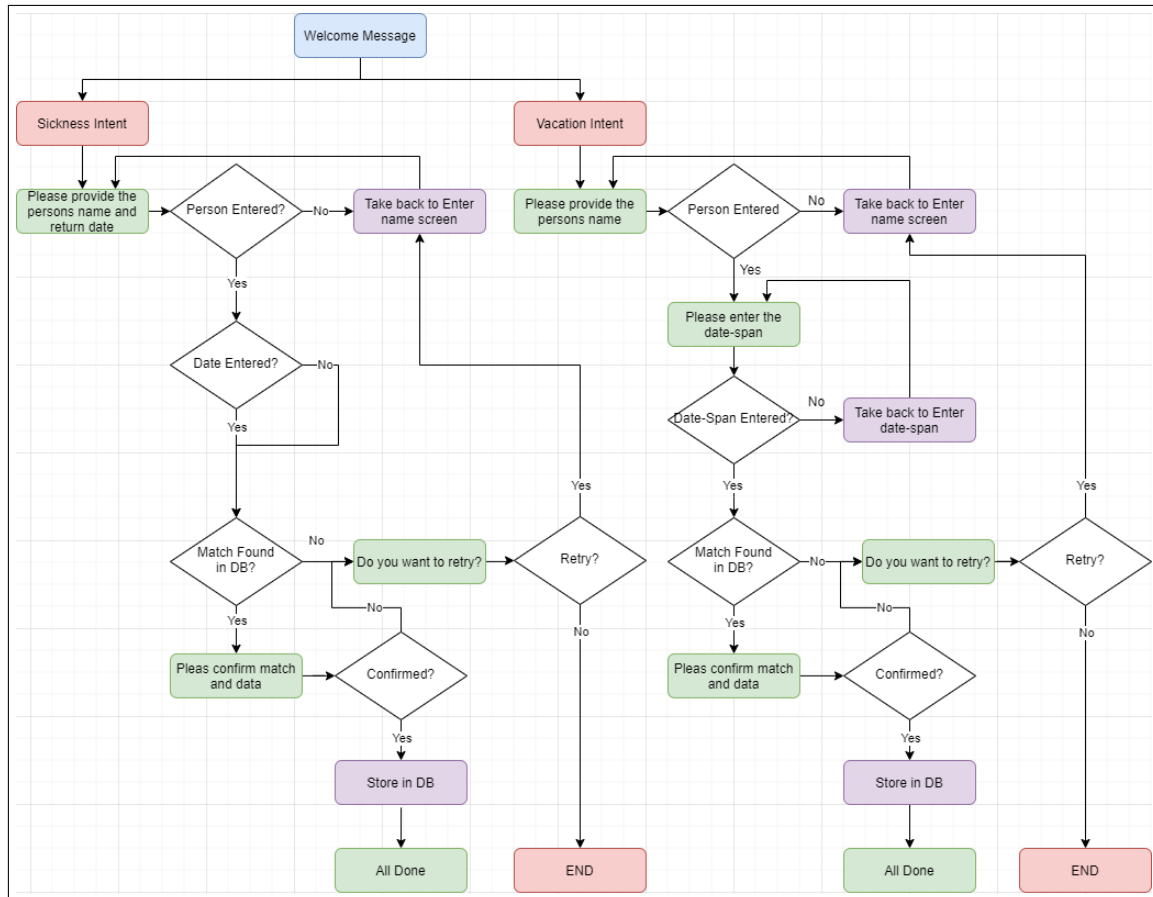 Welcome Message
Sickness Intent
Vacation Intent
Please provide the
persons name and
return date
Person Entered?
No
Take back to Enter
name screen
Please provide the
persons name
Person Entered
No
Take back to Enter
name screen
Yes
Yes
Please enter the
date-span
Date Entered?
No
Yes
Date-Span Entered?
No
Take back to Enter
date-span
Yes
Yes
Yes
Match Found
in DB?
No
Do you want to retry?
Retry?
Match Found
in DB?
No
Do you want to retry?
Retry?
Yes
No
No
Yes
No
No
Pleas confirm match
and data
Confirmed?
Pleas confirm match
and data
Confirmed?
Yes
Yes
Store in DB
Store in DB
All Done
END
All Done
END